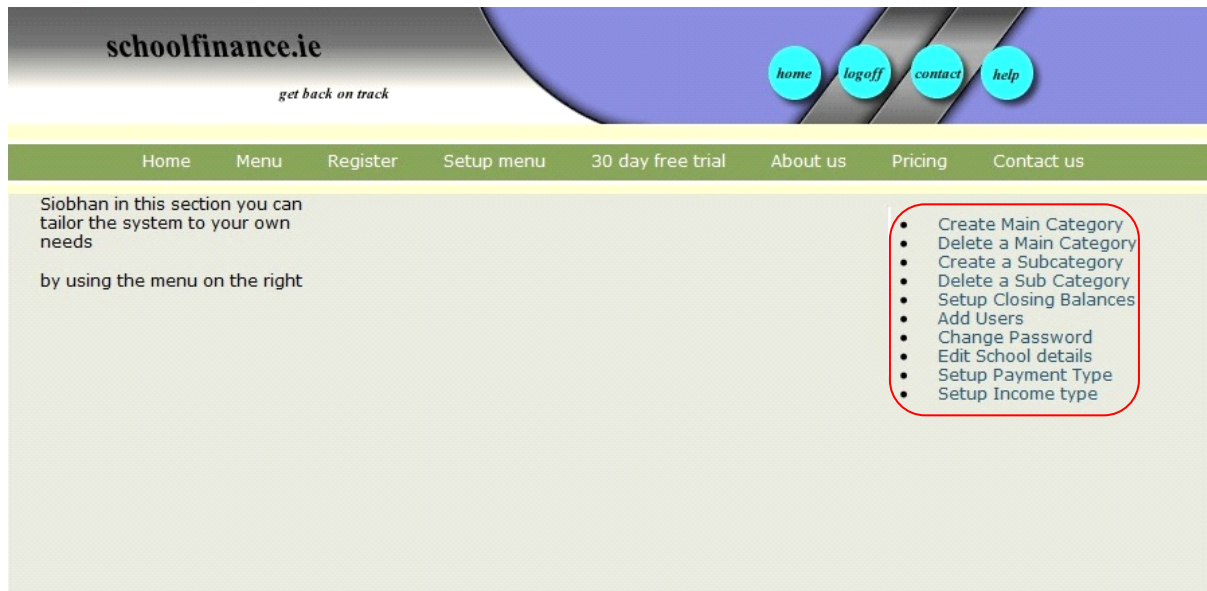 schoolfinance.ie
get back on track
home logoff contact help
Home Menu Register Setup menu 30 day free trial About us Pricing Contact us
Siobhan in this section you can
tailor the system to your own
needs
by using the menu on the right
• Create Main Category
• Delete a Main Category
• Create a Subcategory
• Delete a Sub Category
• Setup Closing Balances
• Add Users
• Change Password
• Edit School details
• Setup Payment Type
• Setup Income type